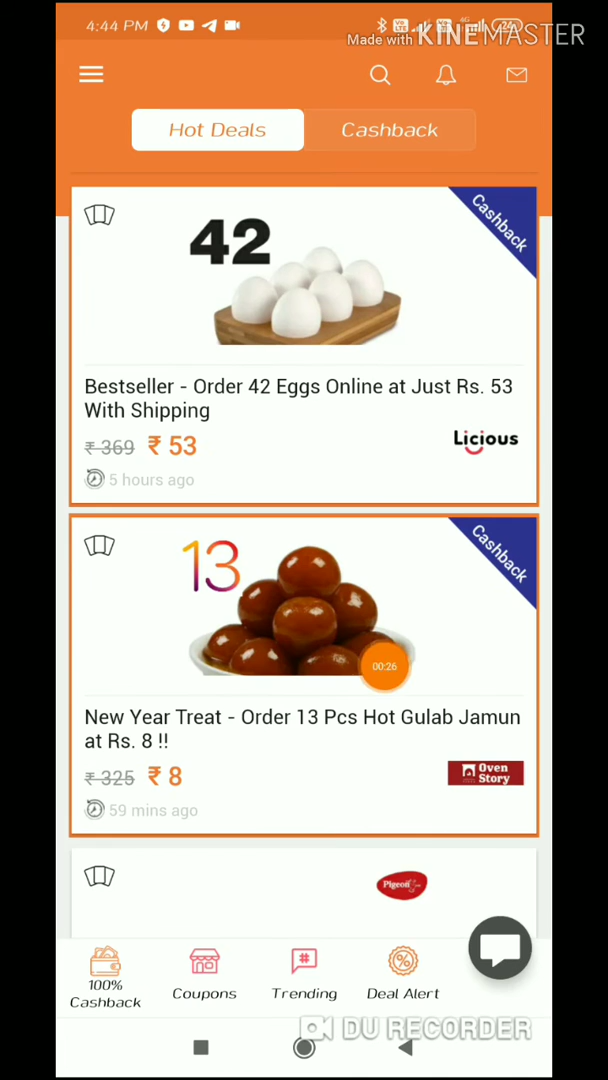 4:44 PM
24
Made with KINEMASTER
Hot Deals
Cashback
Cashback
42
Bestseller - Order 42 Eggs Online at Just Rs. 53
With Shipping
₹ 369 ₹ 53
Licious
5 hours ago
Cashback
13
00:26
New Year Treat - Order 13 Pcs Hot Gulab Jamun
at Rs. 8 !!
₹ 325 ₹ 8
Oven
Story
59 mins ago
Pigeon
100%
Cashback
Coupons
Trending
Deal Alert
DU RECORDER